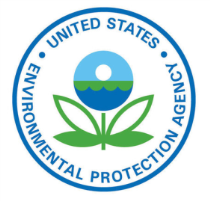 UNITED STATES
ENVIRONMENTAL PROTECTION AGENCY